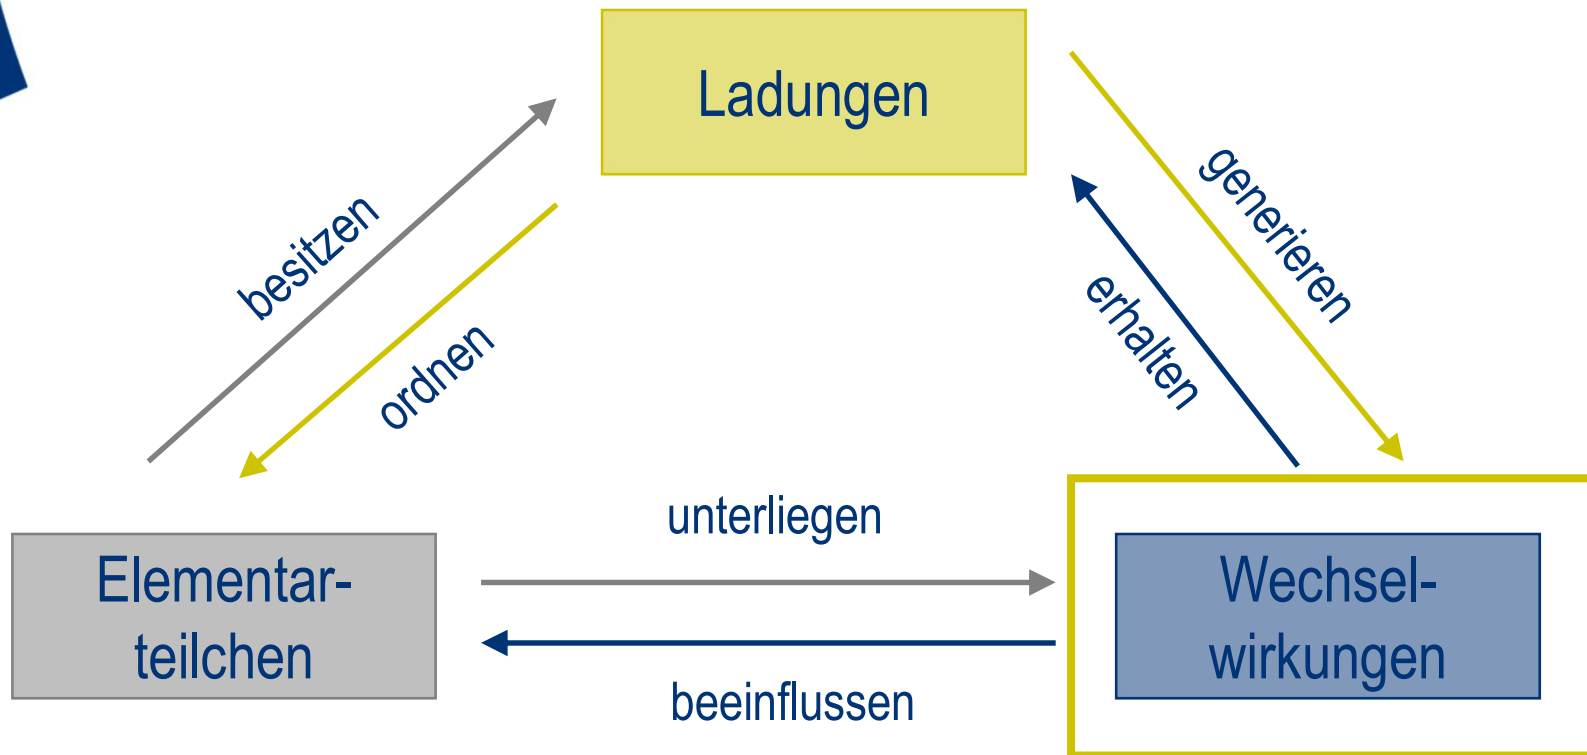 Ladungen
besitzen
ordnen
generieren
erhalten
unterliegen
Elementar-
teilchen
Wechsel-
wirkungen
beeinflussen